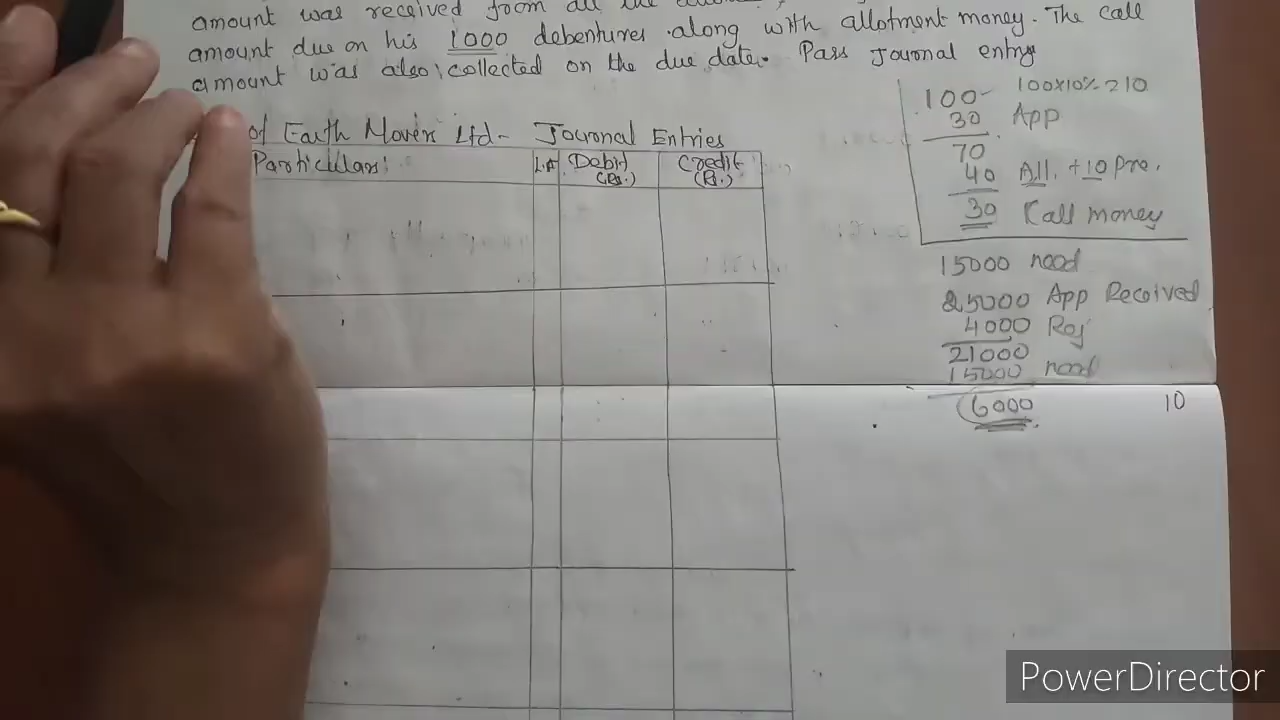 amount was received from all the
amount due on his 1000 debentures along with allotment money. The call
amount was also collected on the due date. Pass Journal entry
of Earth Movers Ltd - Journal Entries
Particulars L.F Debit (Rs.) Credit (Rs.)
100 - 100x10% 210
30 App
70
40 All. + 10 pre.
30 Call money
15000 need
25000 App Received
4000 Rej
21000
15000 need
6000 10
PowerDirector